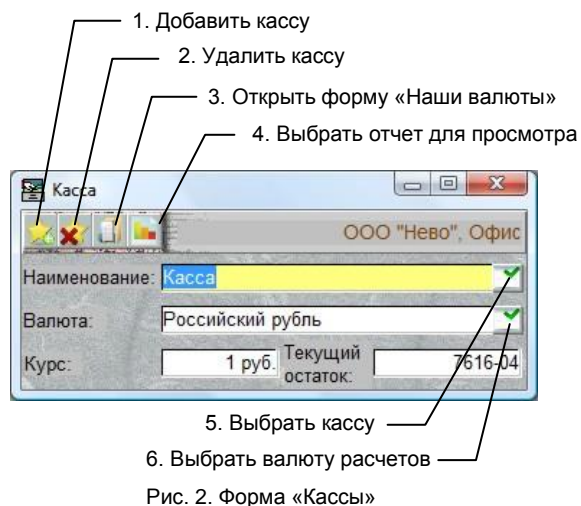 1. Добавить кассу
2. Удалить кассу
3. Открыть форму «Наши валюты»
4. Выбрать отчет для просмотра
Касса
ООО "Нево", Офис
Наименование: Касса
Валюта: Российский рубль
Курс: 1 руб. Текущий остаток: 7616-04
5. Выбрать кассу
6. Выбрать валюту расчетов
Рис. 2. Форма «Кассы»